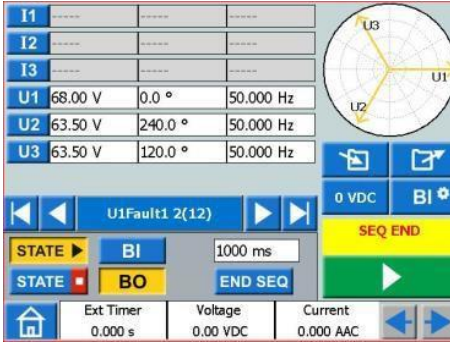 I1 ----- ----- -----
I2 ----- ----- -----
I3 ----- ----- -----
U1 68.00 V 0.0 ° 50.000 Hz
U2 63.50 V 240.0 ° 50.000 Hz
U3 63.50 V 120.0 ° 50.000 Hz
U3
U1
U2
0 VDC BI
U1Fault1 2(12)
SEQ END
STATE BI 1000 ms
STATE BO END SEQ
Ext Timer Voltage Current
0.000 s 0.00 VDC 0.000 AAC